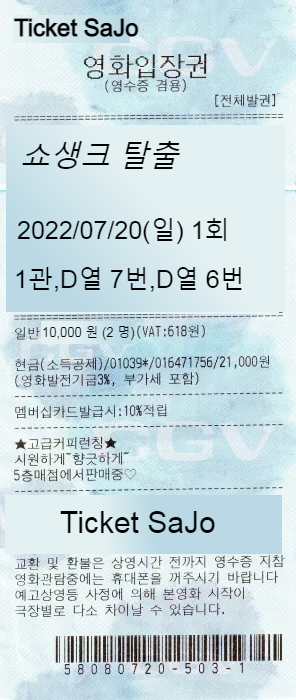 Ticket SaJo
영화입장권
(영수증 겸용)
[전체발권]
쇼생크 탈출
2022/07/20(일) 1회
1관,D열 7번,D열 6번
일반 10,000 원 (2 명)(VAT:618원)
현금(소득공제)/01039*/016471756/21,000원
(영화발전기금3%, 부가세 포함)
멤버십카드발급시:10%적립
★고급커피런칭★
시원하게~향긋하게~
5층매점에서판매중♡
Ticket SaJo
교환 및 환불은 상영시간 전까지 영수증 지참
영화관람중에는 휴대폰을 꺼주시기 바랍니다
예고상영등 사정에 의해 본영화 시작이
극장별로 다소 차이날 수 있습니다.
58080720-503-1